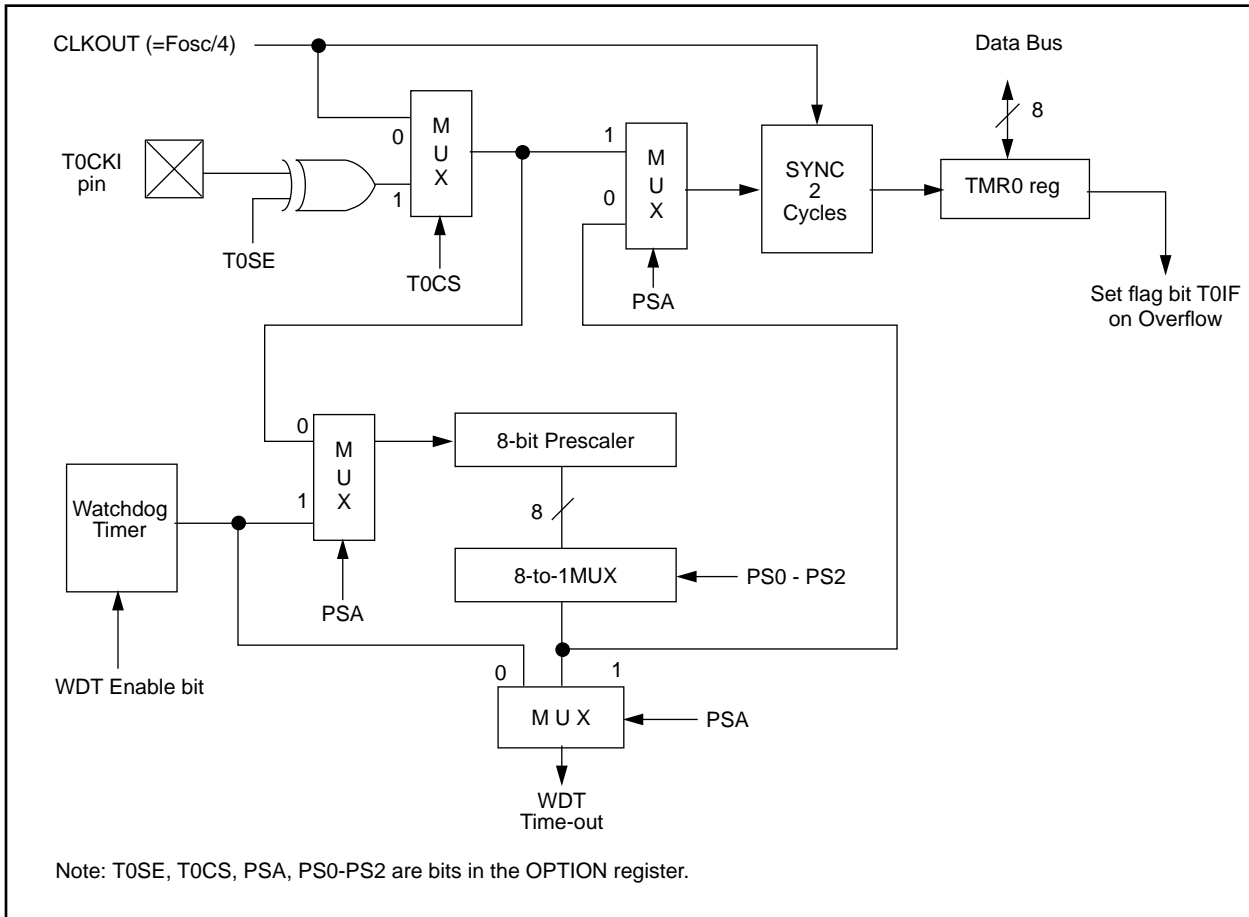 CLKOUT (=Fosc/4)
Data Bus
8
M
U
X
0
1
T0CKI
pin
T0SE
T0CS
M
U
X
1
0
PSA
SYNC
2
Cycles
TMR0 reg
Set flag bit T0IF
on Overflow
0
1
M
U
X
8-bit Prescaler
Watchdog
Timer
8
PSA
8-to-1MUX
PS0 - PS2
WDT Enable bit
0
1
M U X
PSA
WDT
Time-out
Note: T0SE, T0CS, PSA, PS0-PS2 are bits in the OPTION register.